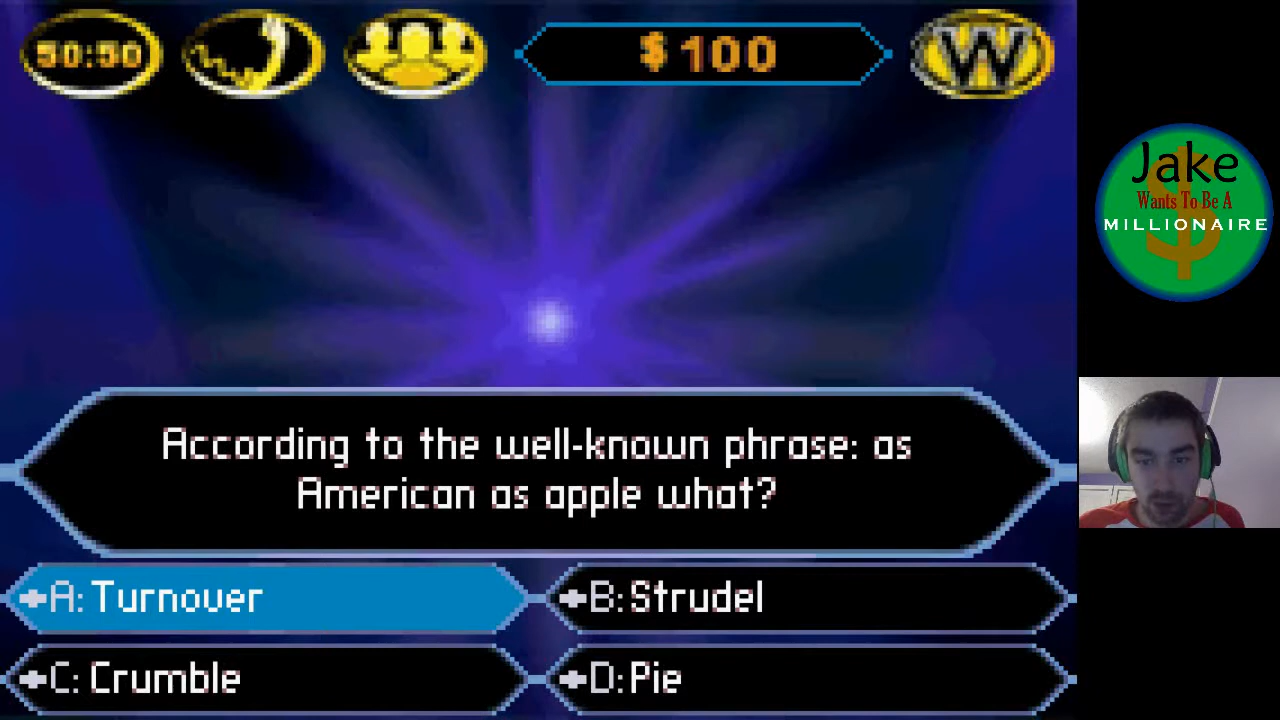 50:50
$ 100
W
Jake
Wants To Be A
MILLIONAIRE
According to the well-known phrase: as
American as apple what?
A: Turnover
B: Strudel
C: Crumble
D: Pie